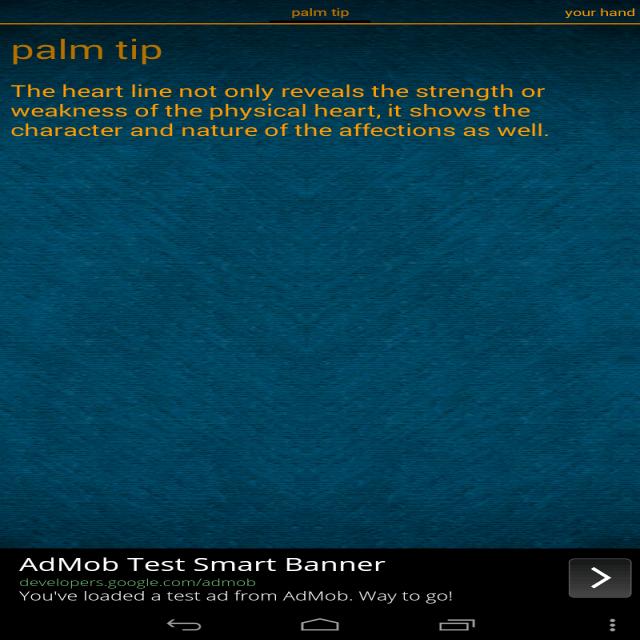 palm tip
your hand
palm tip
The heart line not only reveals the strength or
weakness of the physical heart, it shows the
character and nature of the affections as well.
AdMob Test Smart Banner
developers.google.com/admob
You've loaded a test ad from AdMob. Way to go!